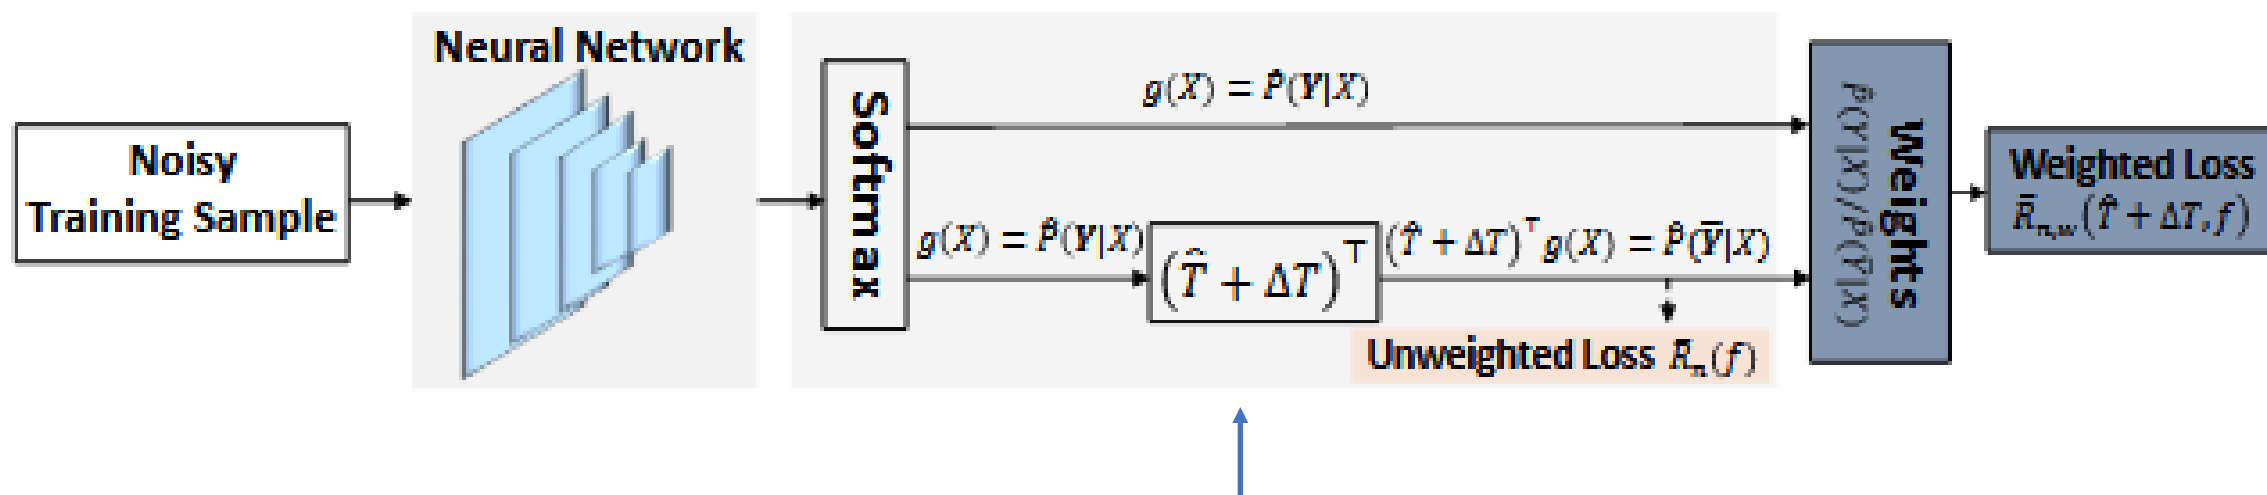 Neural Network
Noisy
Training Sample
Softmax
g(X) = P̂(Y|X)
g(X) = P̂(Y|X)
(T̂ + ΔT)⊤
(T̂ + ΔT)⊤g(X) = P̂(Ȳ|X)
Unweighted Loss R̄ₙ(f)
Weights
P̂(Y|X)/P̂(Ȳ|X)
Weighted Loss
R̄ₙ,𝓌(T̂ + ΔT, f)